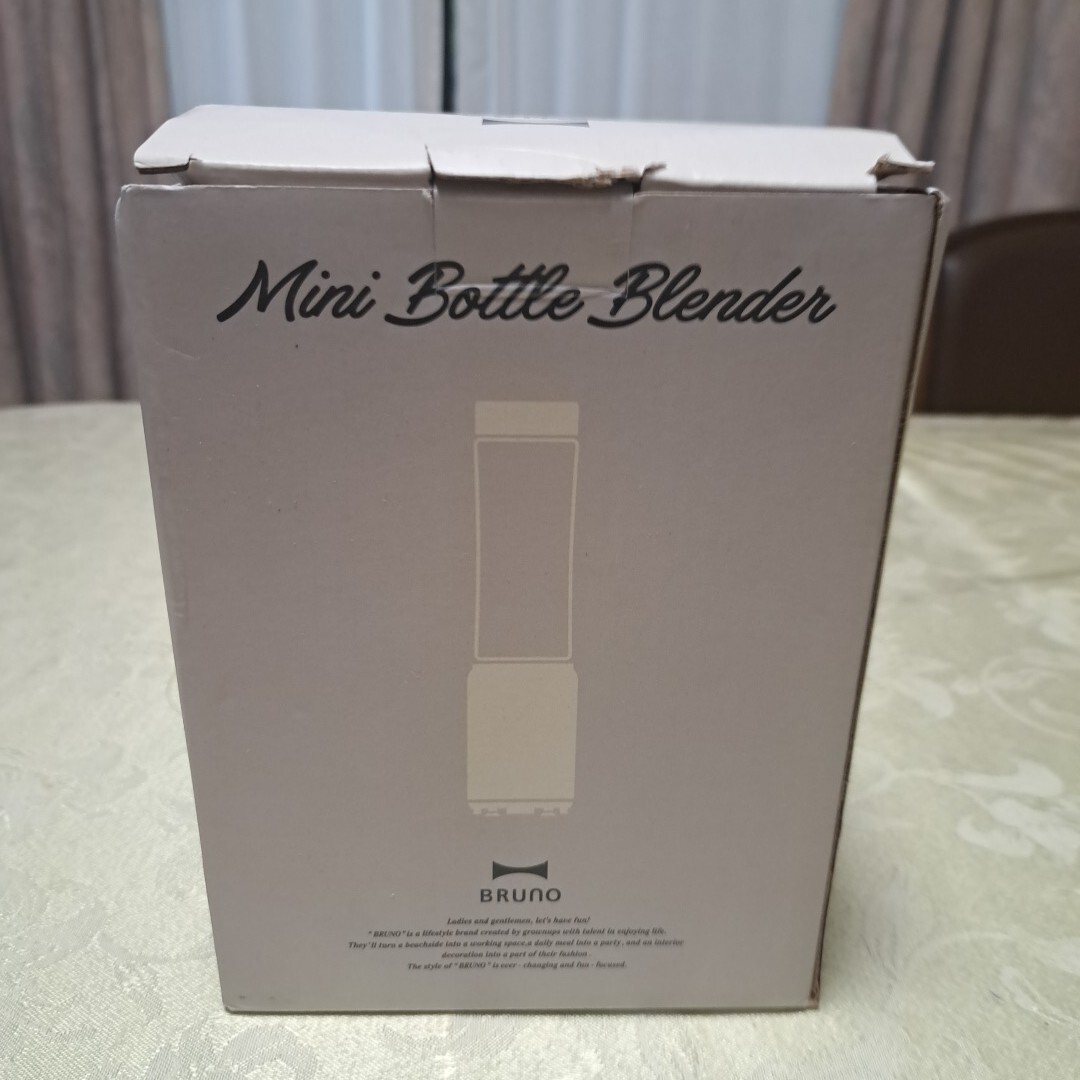 Mini Bottle Blender
BRUNO
Ladies and gentlemen, let's have fun!
"BRUNO" is a lifestyle brand created by grownups with talent in enjoying life.
They'll turn a beachside into a working space,a daily meal into a party, and an interior
decoration into a part of their fashion.
The style of "BRUNO" is ever - changing and fun - focused.